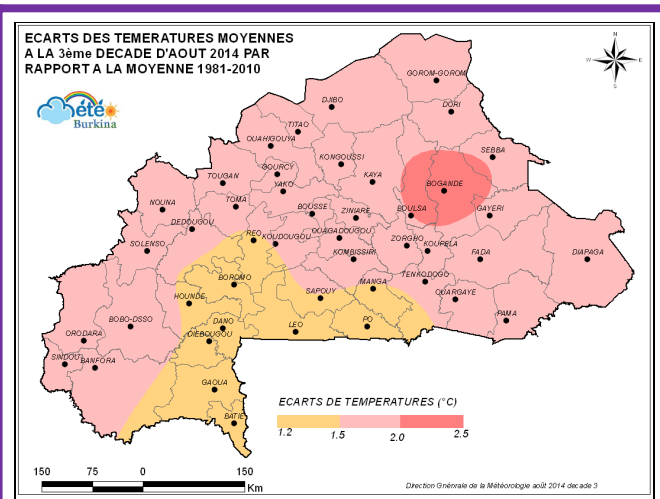 ECARTS DES TEMERATURES MOYENNES
A LA 3ème DECADE D'AOUT 2014 PAR
RAPPORT A LA MOYENNE 1981-2010
N
W
E
S
Météo
Burkina
GOROM-GOROM
DJIBO
DORI
TITAO
OUAHIGOUYA
SEBBA
KONGOUSSI
GOURCY
KAYA
TOUGAN
YAKO
BOGANDE
NOUNA
TOMA
BOUSSE
ZINIARE
BOULSA
GAYERI
DEDOUGOU
REO
KOUDOUGOU
OUAGADOUGOU
SOLENSO
ZORGHO
KOUPELA
KOMBISSIRI
FADA
DIAPAGA
BOROMO
MANGA
TENKODOGO
HOUNDE
SAPOUY
OUARGAYE
BOBO-DSSO
DANO
LEO
PO
PAMA
ORODARA
DIEBOUGOU
SINDOU
BANFORA
GAOUA
ECARTS DE TEMPERATURES (°C)
BATIE
1.2
1.5
2.0
2.5
150
75
0
150
Km
Direction Gnénrale de la Météorologie août 2014 decade 3